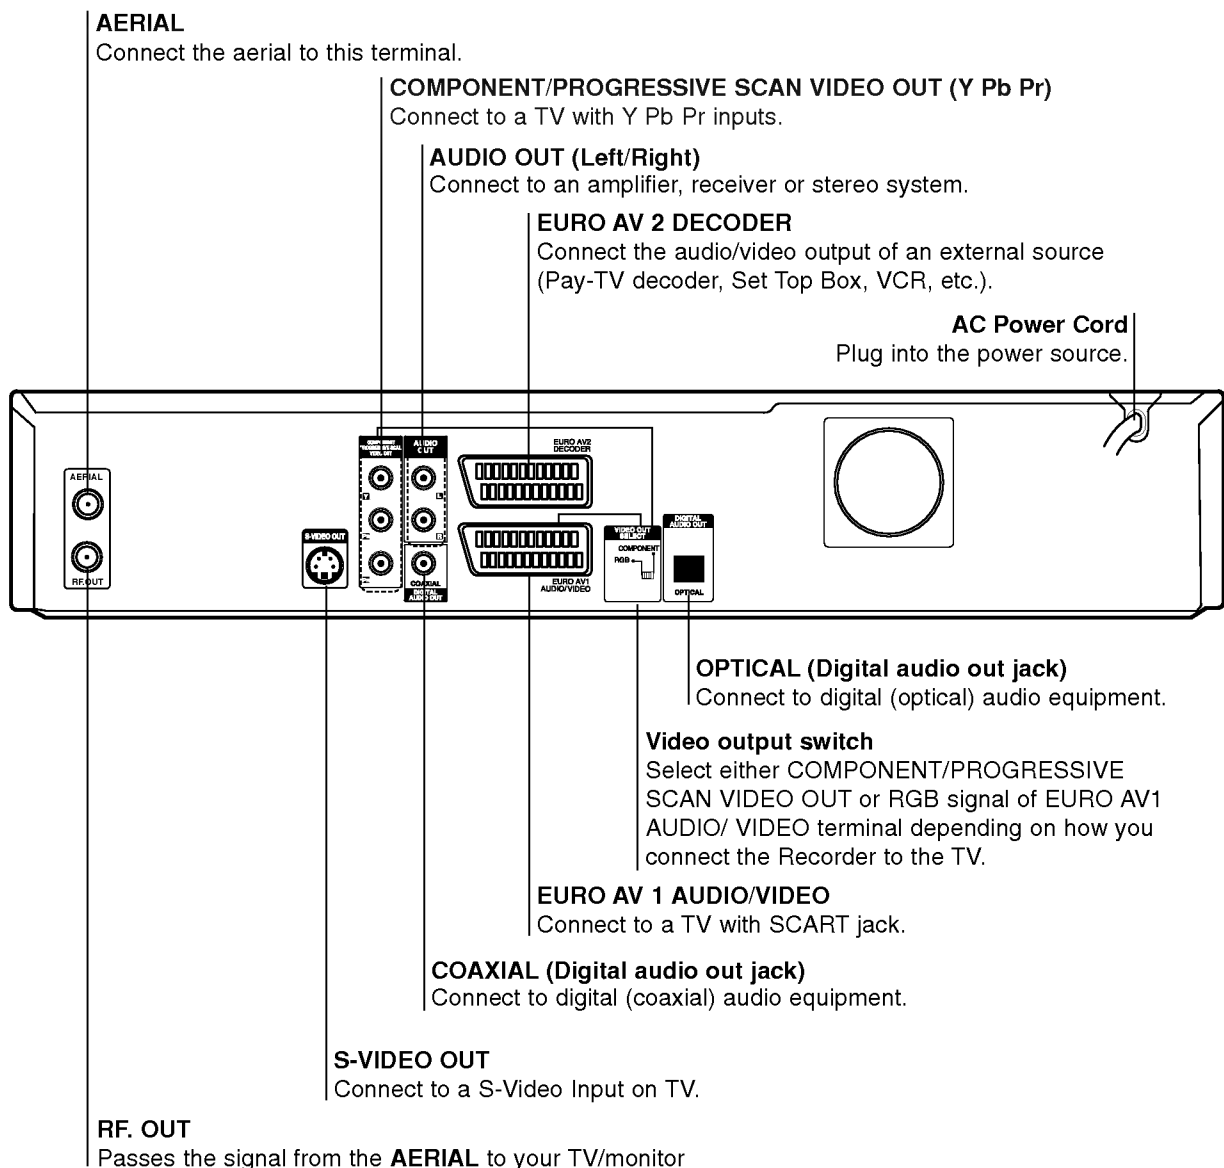 AERIAL
Connect the aerial to this terminal.
COMPONENT/PROGRESSIVE SCAN VIDEO OUT (Y Pb Pr)
Connect to a TV with Y Pb Pr inputs.
AUDIO OUT (Left/Right)
Connect to an amplifier, receiver or stereo system.
EURO AV 2 DECODER
Connect the audio/video output of an external source
(Pay-TV decoder, Set Top Box, VCR, etc.).
AC Power Cord
Plug into the power source.
AERIAL
RF.OUT
S-VIDEO OUT
COMPONENT
VIDEO OUT
Y
AUDIO
OUT
L
R
COAXIAL
DIGITAL
AUDIO OUT
EURO AV2
DECODER
EURO AV1
AUDIO/VIDEO
VIDEO OUT
SELECT
COMPONENT
RGB
DIGITAL
AUDIO OUT
OPTICAL
OPTICAL (Digital audio out jack)
Connect to digital (optical) audio equipment.
Video output switch
Select either COMPONENT/PROGRESSIVE
SCAN VIDEO OUT or RGB signal of EURO AV1
AUDIO/ VIDEO terminal depending on how you
connect the Recorder to the TV.
EURO AV 1 AUDIO/VIDEO
Connect to a TV with SCART jack.
COAXIAL (Digital audio out jack)
Connect to digital (coaxial) audio equipment.
S-VIDEO OUT
Connect to a S-Video Input on TV.
RF. OUT
Passes the signal from the AERIAL to your TV/monitor